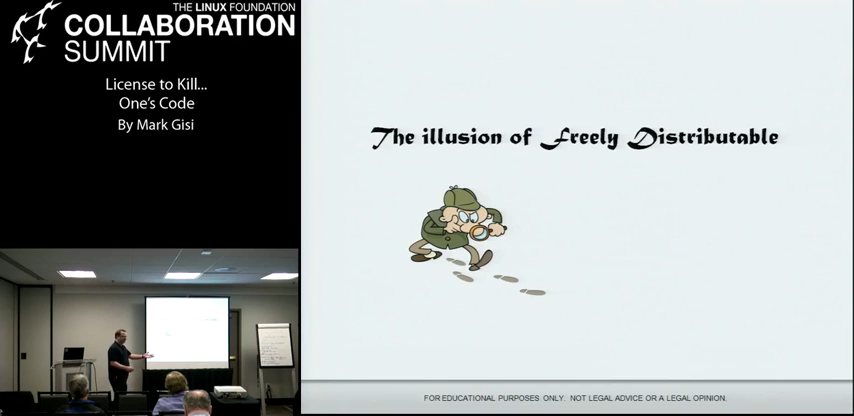 THE LINUX FOUNDATION
COLLABORATION
SUMMIT
License to Kill...
One's Code
By Mark Gisi
The illusion of Freely Distributable
FOR EDUCATIONAL PURPOSES ONLY.  NOT LEGAL ADVICE OR A LEGAL OPINION.